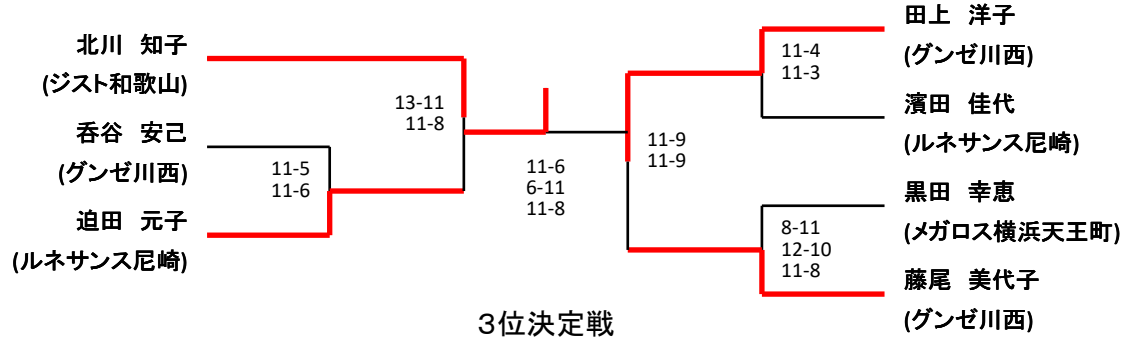 北川　知子
(ジスト和歌山)
呑谷　安己
(グンゼ川西)
迫田　元子
(ルネサンス尼崎)
11-5
11-6
13-11
11-8
11-6
6-11
11-8
11-9
11-9
11-4
11-3
8-11
12-10
11-8
田上　洋子
(グンゼ川西)
濱田　佳代
(ルネサンス尼崎)
黒田　幸恵
(メガロス横浜天王町)
藤尾　美代子
(グンゼ川西)
３位決定戦